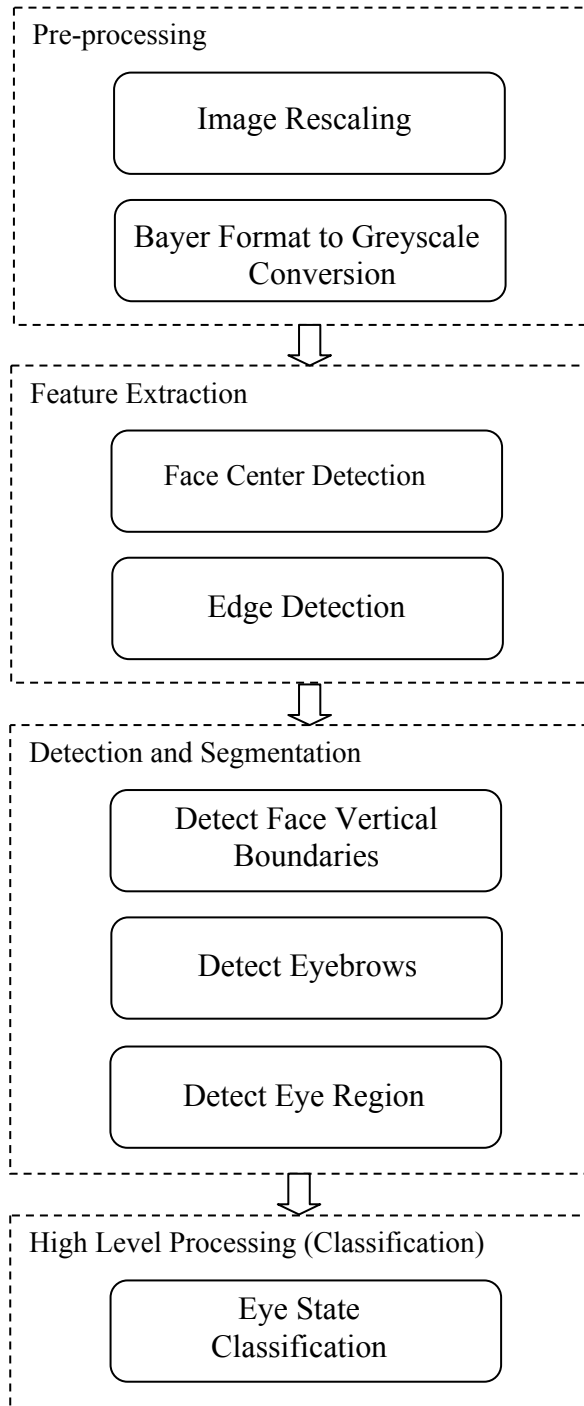 Pre-processing
Image Rescaling
Bayer Format to Greyscale
Conversion
Feature Extraction
Face Center Detection
Edge Detection
Detection and Segmentation
Detect Face Vertical
Boundaries
Detect Eyebrows
Detect Eye Region
High Level Processing (Classification)
Eye State
Classification